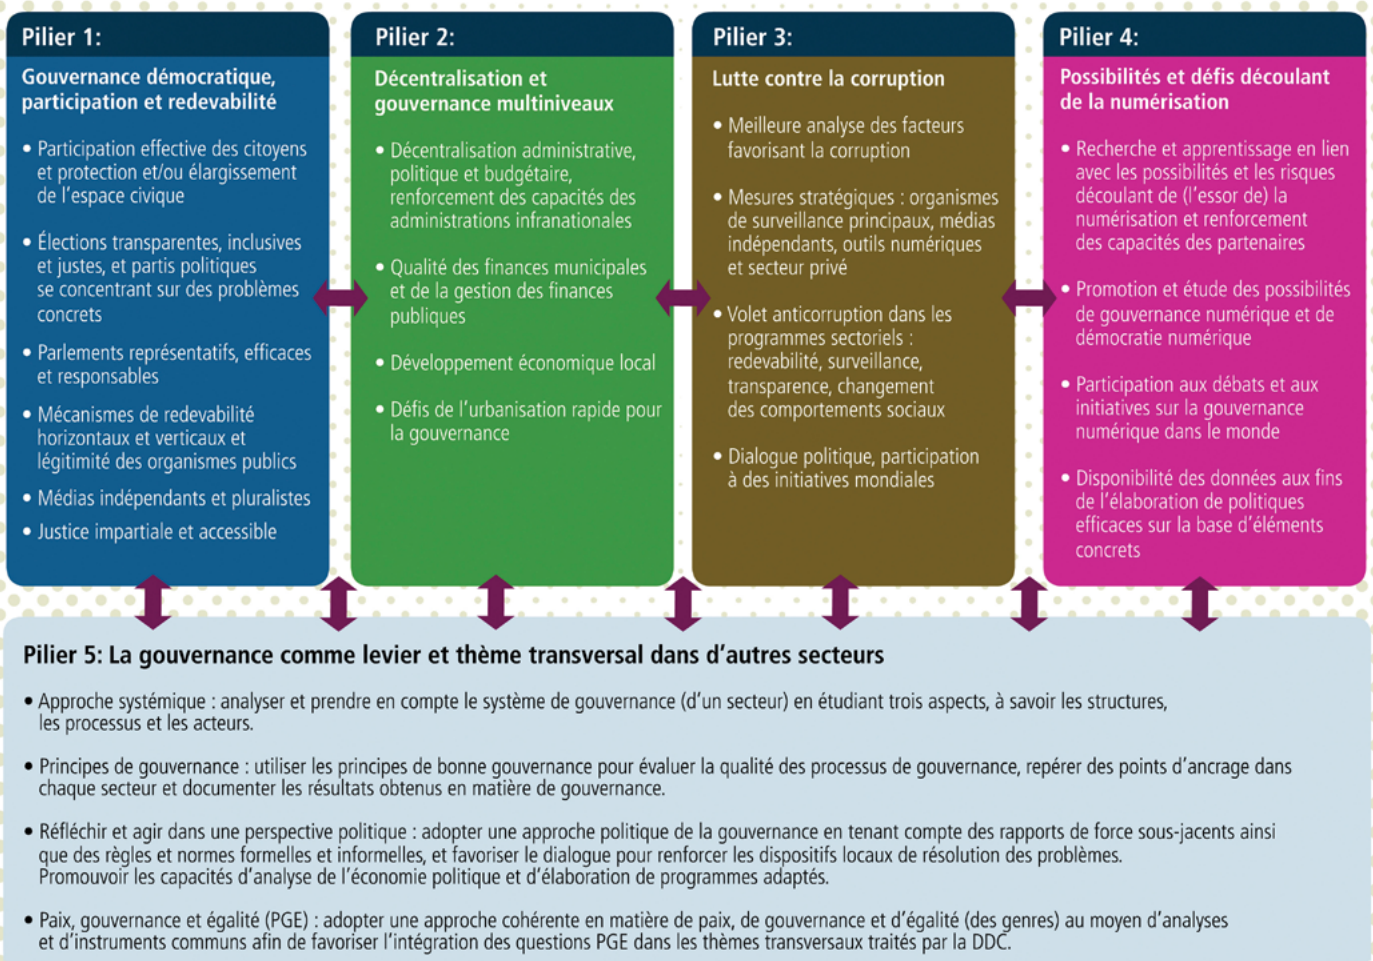 Pilier 1:
Gouvernance démocratique,
participation et redevabilité
• Participation effective des citoyens
et protection et/ou élargissement
de l’espace civique
• Élections transparentes, inclusives
et justes, et partis politiques
se concentrant sur des problèmes
concrets
• Parlements représentatifs, efficaces
et responsables
• Mécanismes de redevabilité
horizontaux et verticaux et
légitimité des organismes publics
• Médias indépendants et pluralistes
• Justice impartiale et accessible
Pilier 2:
Décentralisation et
gouvernance multiniveaux
• Décentralisation administrative,
politique et budgétaire,
renforcement des capacités des
administrations infranationales
• Qualité des finances municipales
et de la gestion des finances
publiques
• Développement économique local
• Défis de l’urbanisation rapide pour
la gouvernance
Pilier 3:
Lutte contre la corruption
• Meilleure analyse des facteurs
favorisant la corruption
• Mesures stratégiques : organismes
de surveillance principaux, médias
indépendants, outils numériques
et secteur privé
• Volet anticorruption dans les
programmes sectoriels :
redevabilité, surveillance,
transparence, changement
des comportements sociaux
• Dialogue politique, participation
à des initiatives mondiales
Pilier 4:
Possibilités et défis découlant
de la numérisation
• Recherche et apprentissage en lien
avec les possibilités et les risques
découlant de (l’essor de) la
numérisation et renforcement
des capacités des partenaires
• Promotion et étude des possibilités
de gouvernance numérique et de
démocratie numérique
• Participation aux débats et aux
initiatives sur la gouvernance
numérique dans le monde
• Disponibilité des données aux fins
de l’élaboration de politiques
efficaces sur la base d’éléments
concrets
Pilier 5: La gouvernance comme levier et thème transversal dans d’autres secteurs
• Approche systémique : analyser et prendre en compte le système de gouvernance (d’un secteur) en étudiant trois aspects, à savoir les structures,
les processus et les acteurs.
• Principes de gouvernance : utiliser les principes de bonne gouvernance pour évaluer la qualité des processus de gouvernance, repérer des points d’ancrage dans
chaque secteur et documenter les résultats obtenus en matière de gouvernance.
• Réfléchir et agir dans une perspective politique : adopter une approche politique de la gouvernance en tenant compte des rapports de force sous-jacents ainsi
que des règles et normes formelles et informelles, et favoriser le dialogue pour renforcer les dispositifs locaux de résolution des problèmes.
Promouvoir les capacités d’analyse de l’économie politique et d’élaboration de programmes adaptés.
• Paix, gouvernance et égalité (PGE) : adopter une approche cohérente en matière de paix, de gouvernance et d’égalité (des genres) au moyen d’analyses
et d’instruments communs afin de favoriser l’intégration des questions PGE dans les thèmes transversaux traités par la DDC.